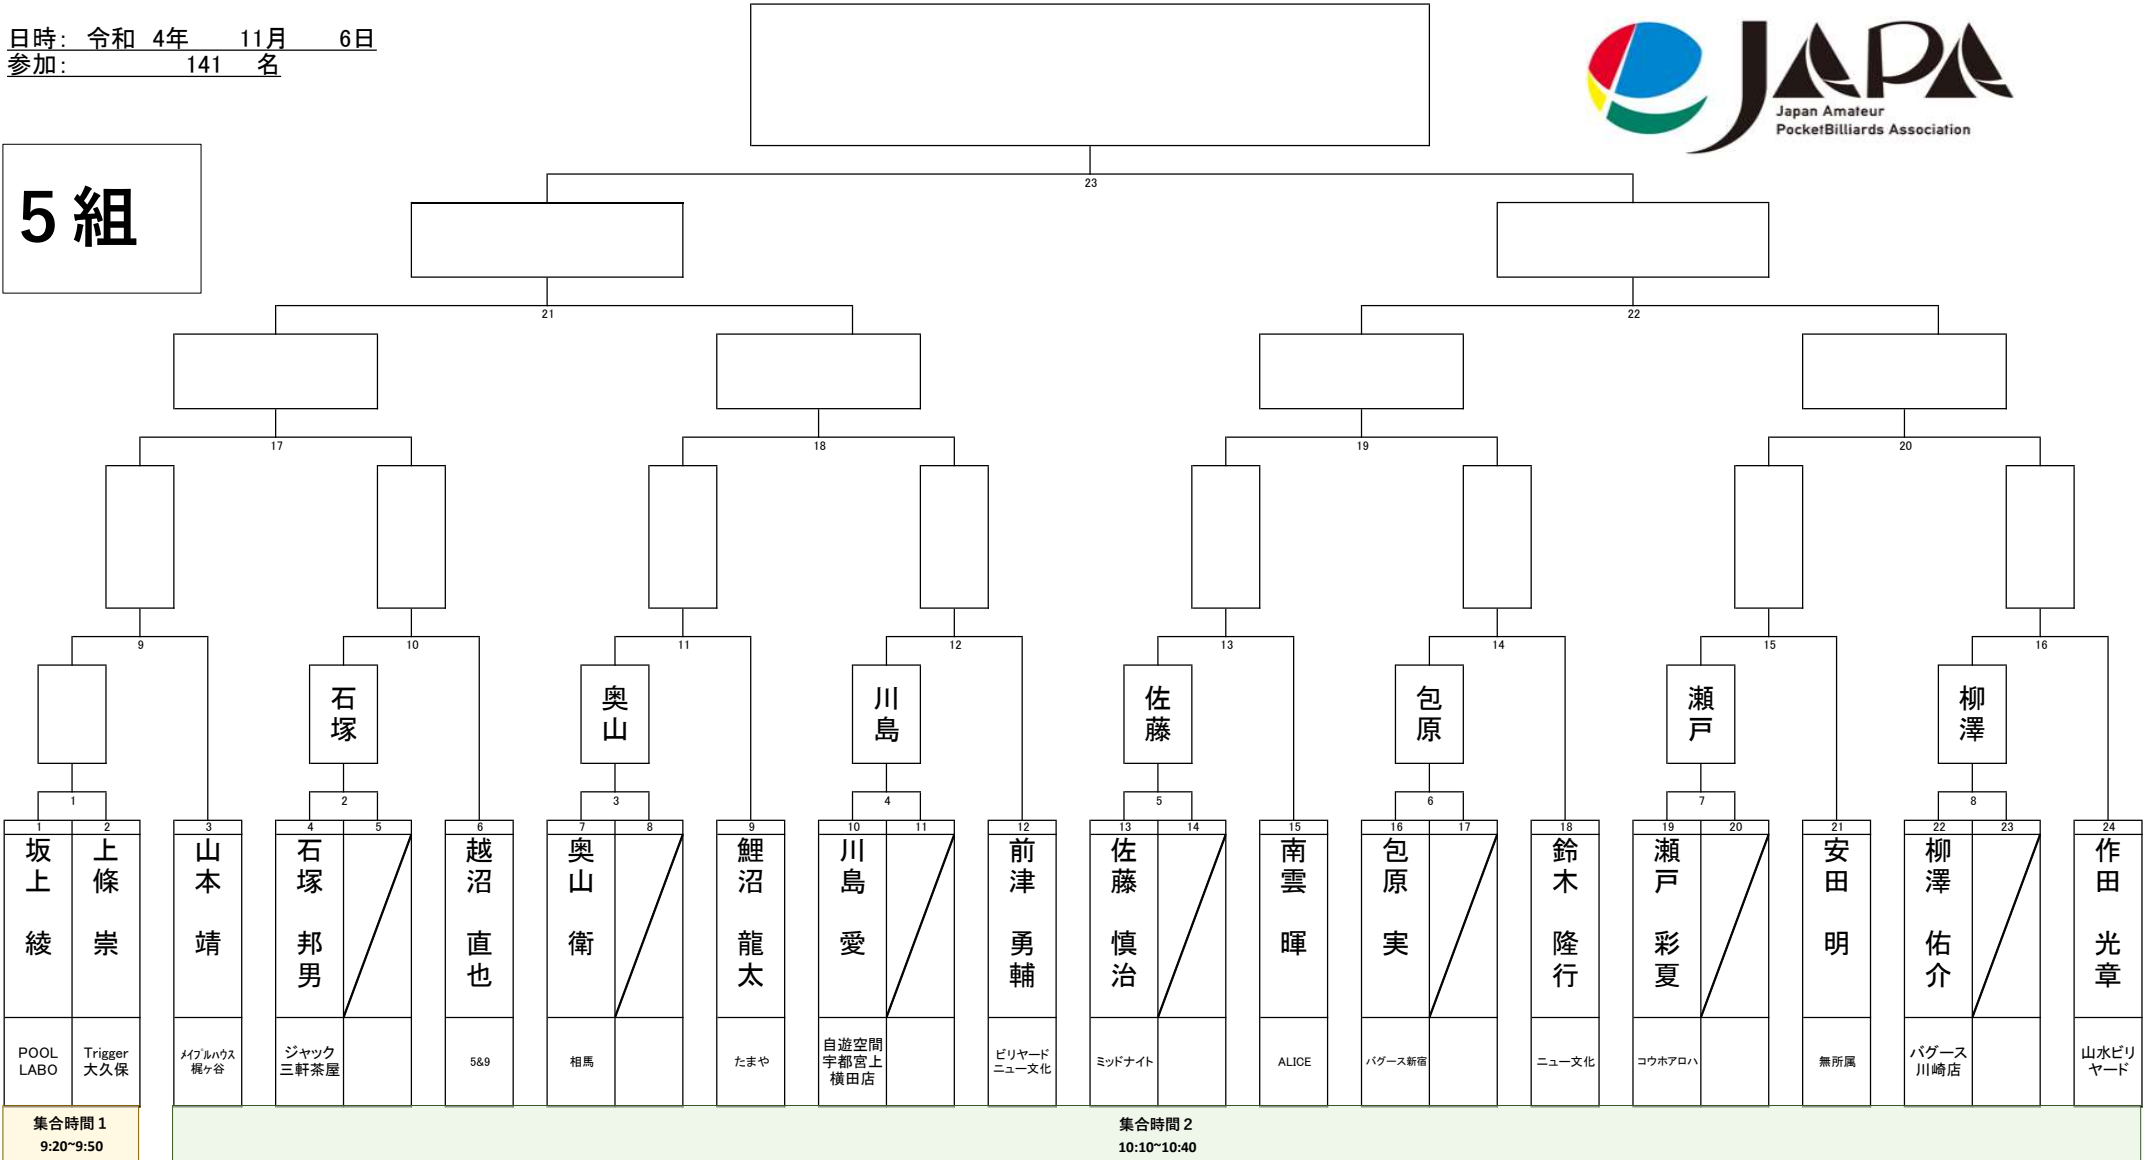 日時: 令和 4年 11月 6日
参加: 141 名
JAPA
Japan Amateur
PocketBilliards Association
5組
23
21
22
17
18
19
20
9
10
11
12
13
14
15
16
石塚
奥山
川島
佐藤
包原
瀬戸
柳澤
1
2
3
4
5
6
7
8
1
2
3
4
5
6
7
8
9
10
11
12
13
14
15
16
17
18
19
20
21
22
23
24
坂上 綾
上條 崇
山本 靖
石塚 邦男
越沼 直也
奥山 衛
鯉沼 龍太
川島 愛
前津 勇輔
佐藤 慎治
南雲 暉
包原 実
鈴木 隆行
瀬戸 彩夏
安田 明
柳澤 佑介
作田 光章
POOL
LABO
Trigger
大久保
メイプルハウス
梶ヶ谷
ジャック
三軒茶屋
5&9
相馬
たまや
自遊空間
宇都宮上
横田店
ビリヤード
ニュー文化
ミッドナイト
ALICE
バグース新宿
ニュー文化
コウホアロハ
無所属
バグース
川崎店
山水ビリ
ヤード
集合時間１
9:20~9:50
集合時間２
10:10~10:40